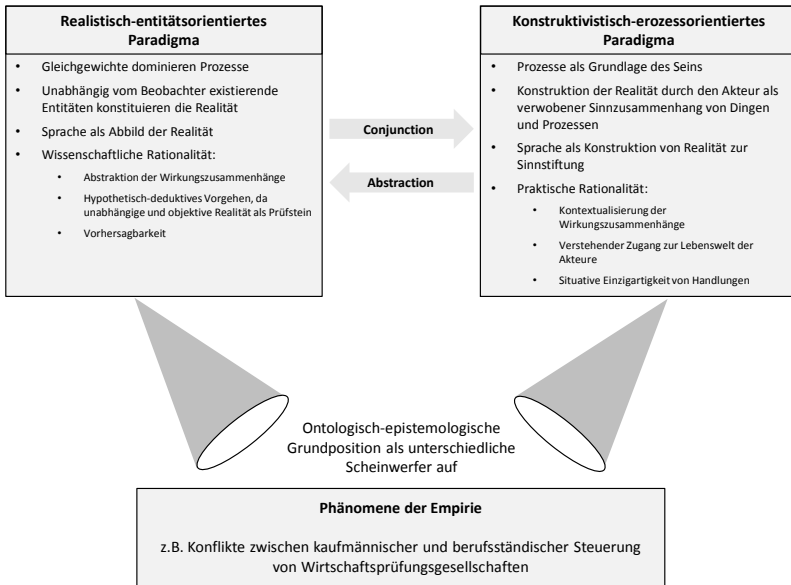 Realistisch-entitätsorientiertes
Paradigma
• Gleichgewichte dominieren Prozesse
• Unabhängig vom Beobachter existierende
Entitäten konstituieren die Realität
• Sprache als Abbild der Realität
• Wissenschaftliche Rationalität:
• Abstraktion der Wirkungszusammenhänge
• Hypothetisch-deduktives Vorgehen, da
unabhängige und objektive Realität als Prüfstein
• Vorhersagbarkeit
Conjunction
Abstraction
Konstruktivistisch-erozessorientiertes
Paradigma
• Prozesse als Grundlage des Seins
• Konstruktion der Realität durch den Akteur als
verwobener Sinnzusammenhang von Dingen
und Prozessen
• Sprache als Konstruktion von Realität zur
Sinnstiftung
• Praktische Rationalität:
• Kontextualisierung der
Wirkungszusammenhänge
• Verstehender Zugang zur Lebenswelt der
Akteure
• Situative Einzigartigkeit von Handlungen
Ontologisch-epistemologische
Grundposition als unterschiedliche
Scheinwerfer auf
Phänomene der Empirie
z.B. Konflikte zwischen kaufmännischer und berufsständischer Steuerung
von Wirtschaftsprüfungsgesellschaften